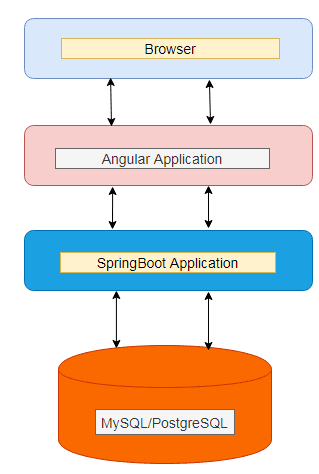 Browser
Angular Application
SpringBoot Application
MySQL/PostgreSQL